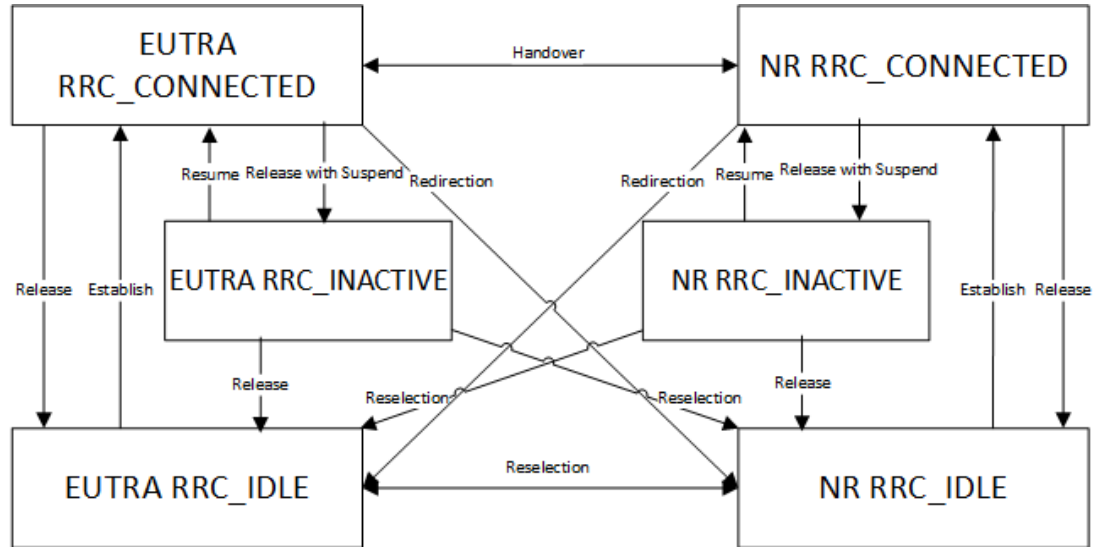 EUTRA
RRC_CONNECTED
Handover
NR RRC_CONNECTED
Resume
Release with Suspend
Redirection
Redirection
Resume
Release with Suspend
EUTRA RRC_INACTIVE
NR RRC_INACTIVE
Release
Establish
Establish
Release
Release
Reselection
Reselection
Release
EUTRA RRC_IDLE
Reselection
NR RRC_IDLE